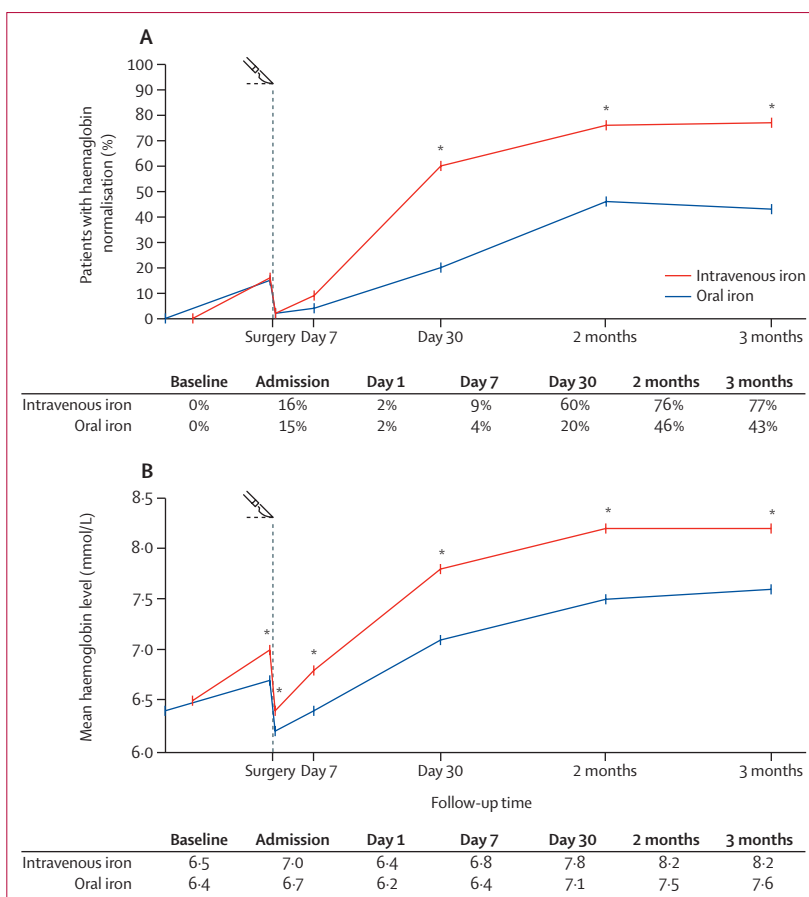 A
100
90
80
70
60
50
40
30
20
10
0
Patients with haemaglobin
normalisation (%)
*
*
*
Intravenous iron
Oral iron
Surgery Day 7 Day 30 2 months 3 months
Baseline Admission Day 1 Day 7 Day 30 2 months 3 months
Intravenous iron 0% 16% 2% 9% 60% 76% 77%
Oral iron 0% 15% 2% 4% 20% 46% 43%
B
8·5
8·0
7·5
7·0
6·5
6·0
Mean haemoglobin level (mmol/L)
*
*
*
*
*
*
Surgery Day 7 Day 30 2 months 3 months
Follow-up time
Baseline Admission Day 1 Day 7 Day 30 2 months 3 months
Intravenous iron 6·5 7·0 6·4 6·8 7·8 8·2 8·2
Oral iron 6·4 6·7 6·2 6·4 7·1 7·5 7·6